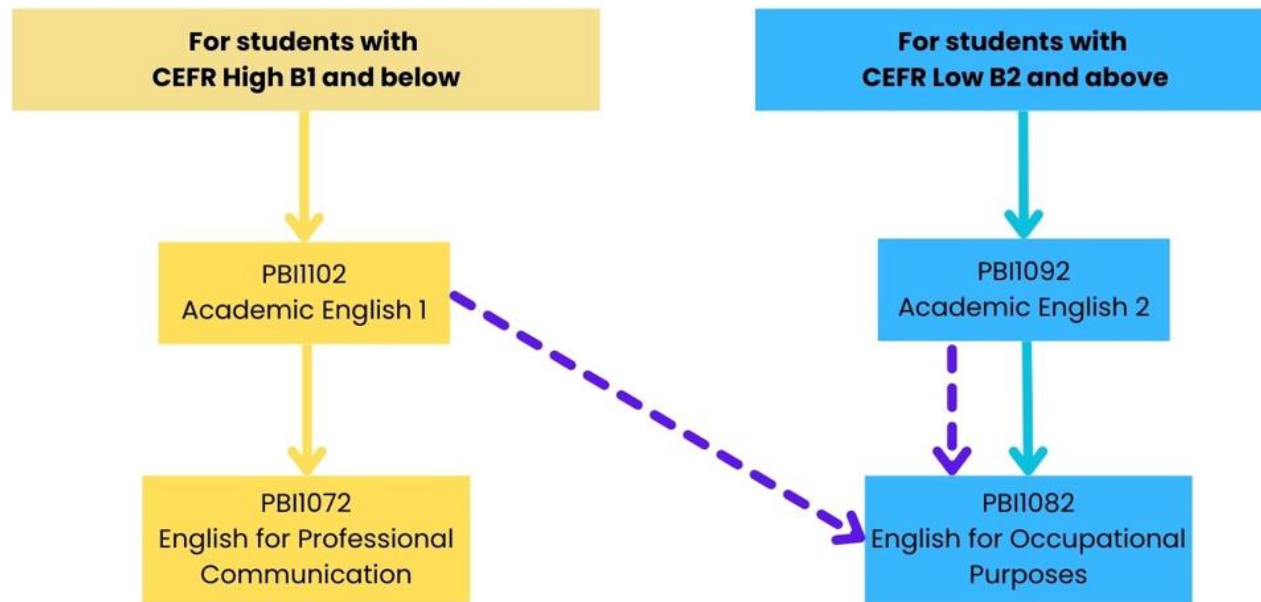 For students with
CEFR High B1 and below
For students with
CEFR Low B2 and above
PBI1102
Academic English 1
PBI1092
Academic English 2
PBI1072
English for Professional
Communication
PBI1082
English for Occupational
Purposes